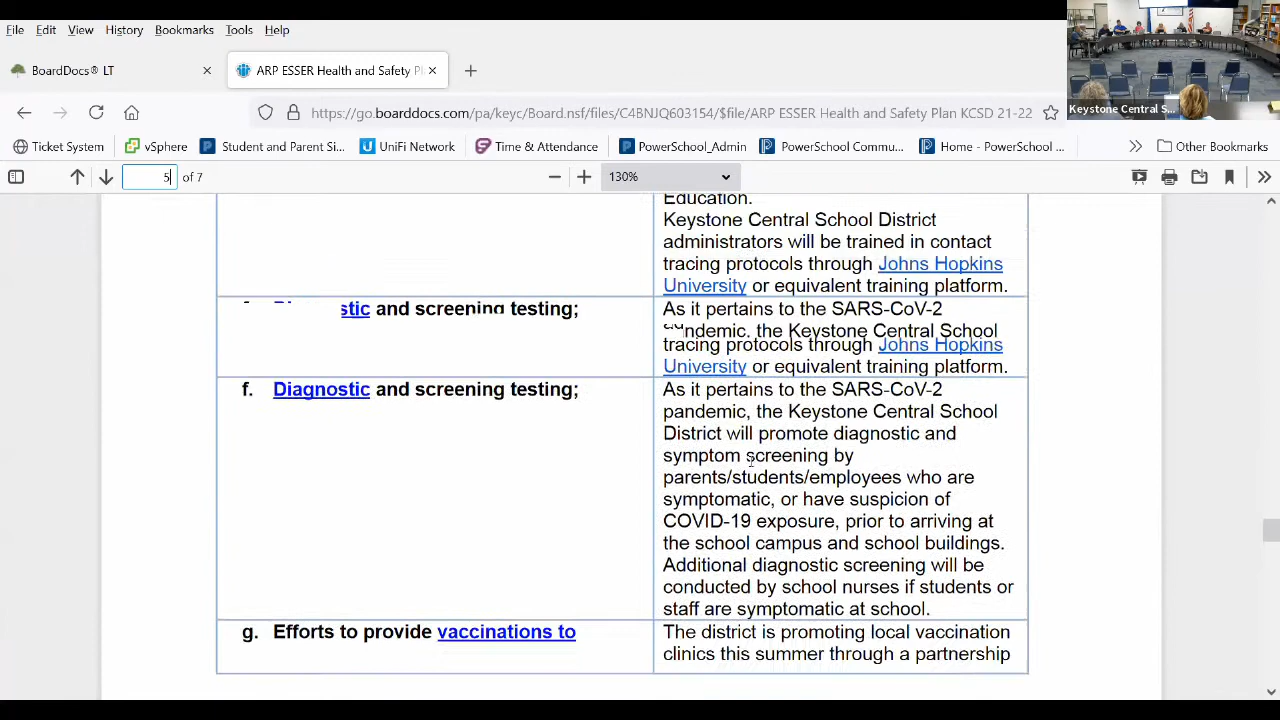 File Edit View History Bookmarks Tools Help
BoardDocs® LT
ARP ESSER Health and Safety Pl
https://go.boarddocs.com/pa/keyc/Board.nsf/files/C4BNJQ603154/$file/ARP ESSER Health and Safety Plan KCSD 21-22
Keystone Central S...
Ticket System vSphere Student and Parent Si... UniFi Network Time & Attendance PowerSchool_Admin PowerSchool Commu... Home - PowerSchool ... Other Bookmarks
5 of 7 130%
Education.
Keystone Central School District
administrators will be trained in contact
tracing protocols through Johns Hopkins
University or equivalent training platform.
stic and screening testing;
As it pertains to the SARS-CoV-2
ndemic, the Keystone Central School
tracing protocols through Johns Hopkins
University or equivalent training platform.
f. Diagnostic and screening testing;
As it pertains to the SARS-CoV-2
pandemic, the Keystone Central School
District will promote diagnostic and
symptom screening by
parents/students/employees who are
symptomatic, or have suspicion of
COVID-19 exposure, prior to arriving at
the school campus and school buildings.
Additional diagnostic screening will be
conducted by school nurses if students or
staff are symptomatic at school.
g. Efforts to provide vaccinations to
The district is promoting local vaccination
clinics this summer through a partnership